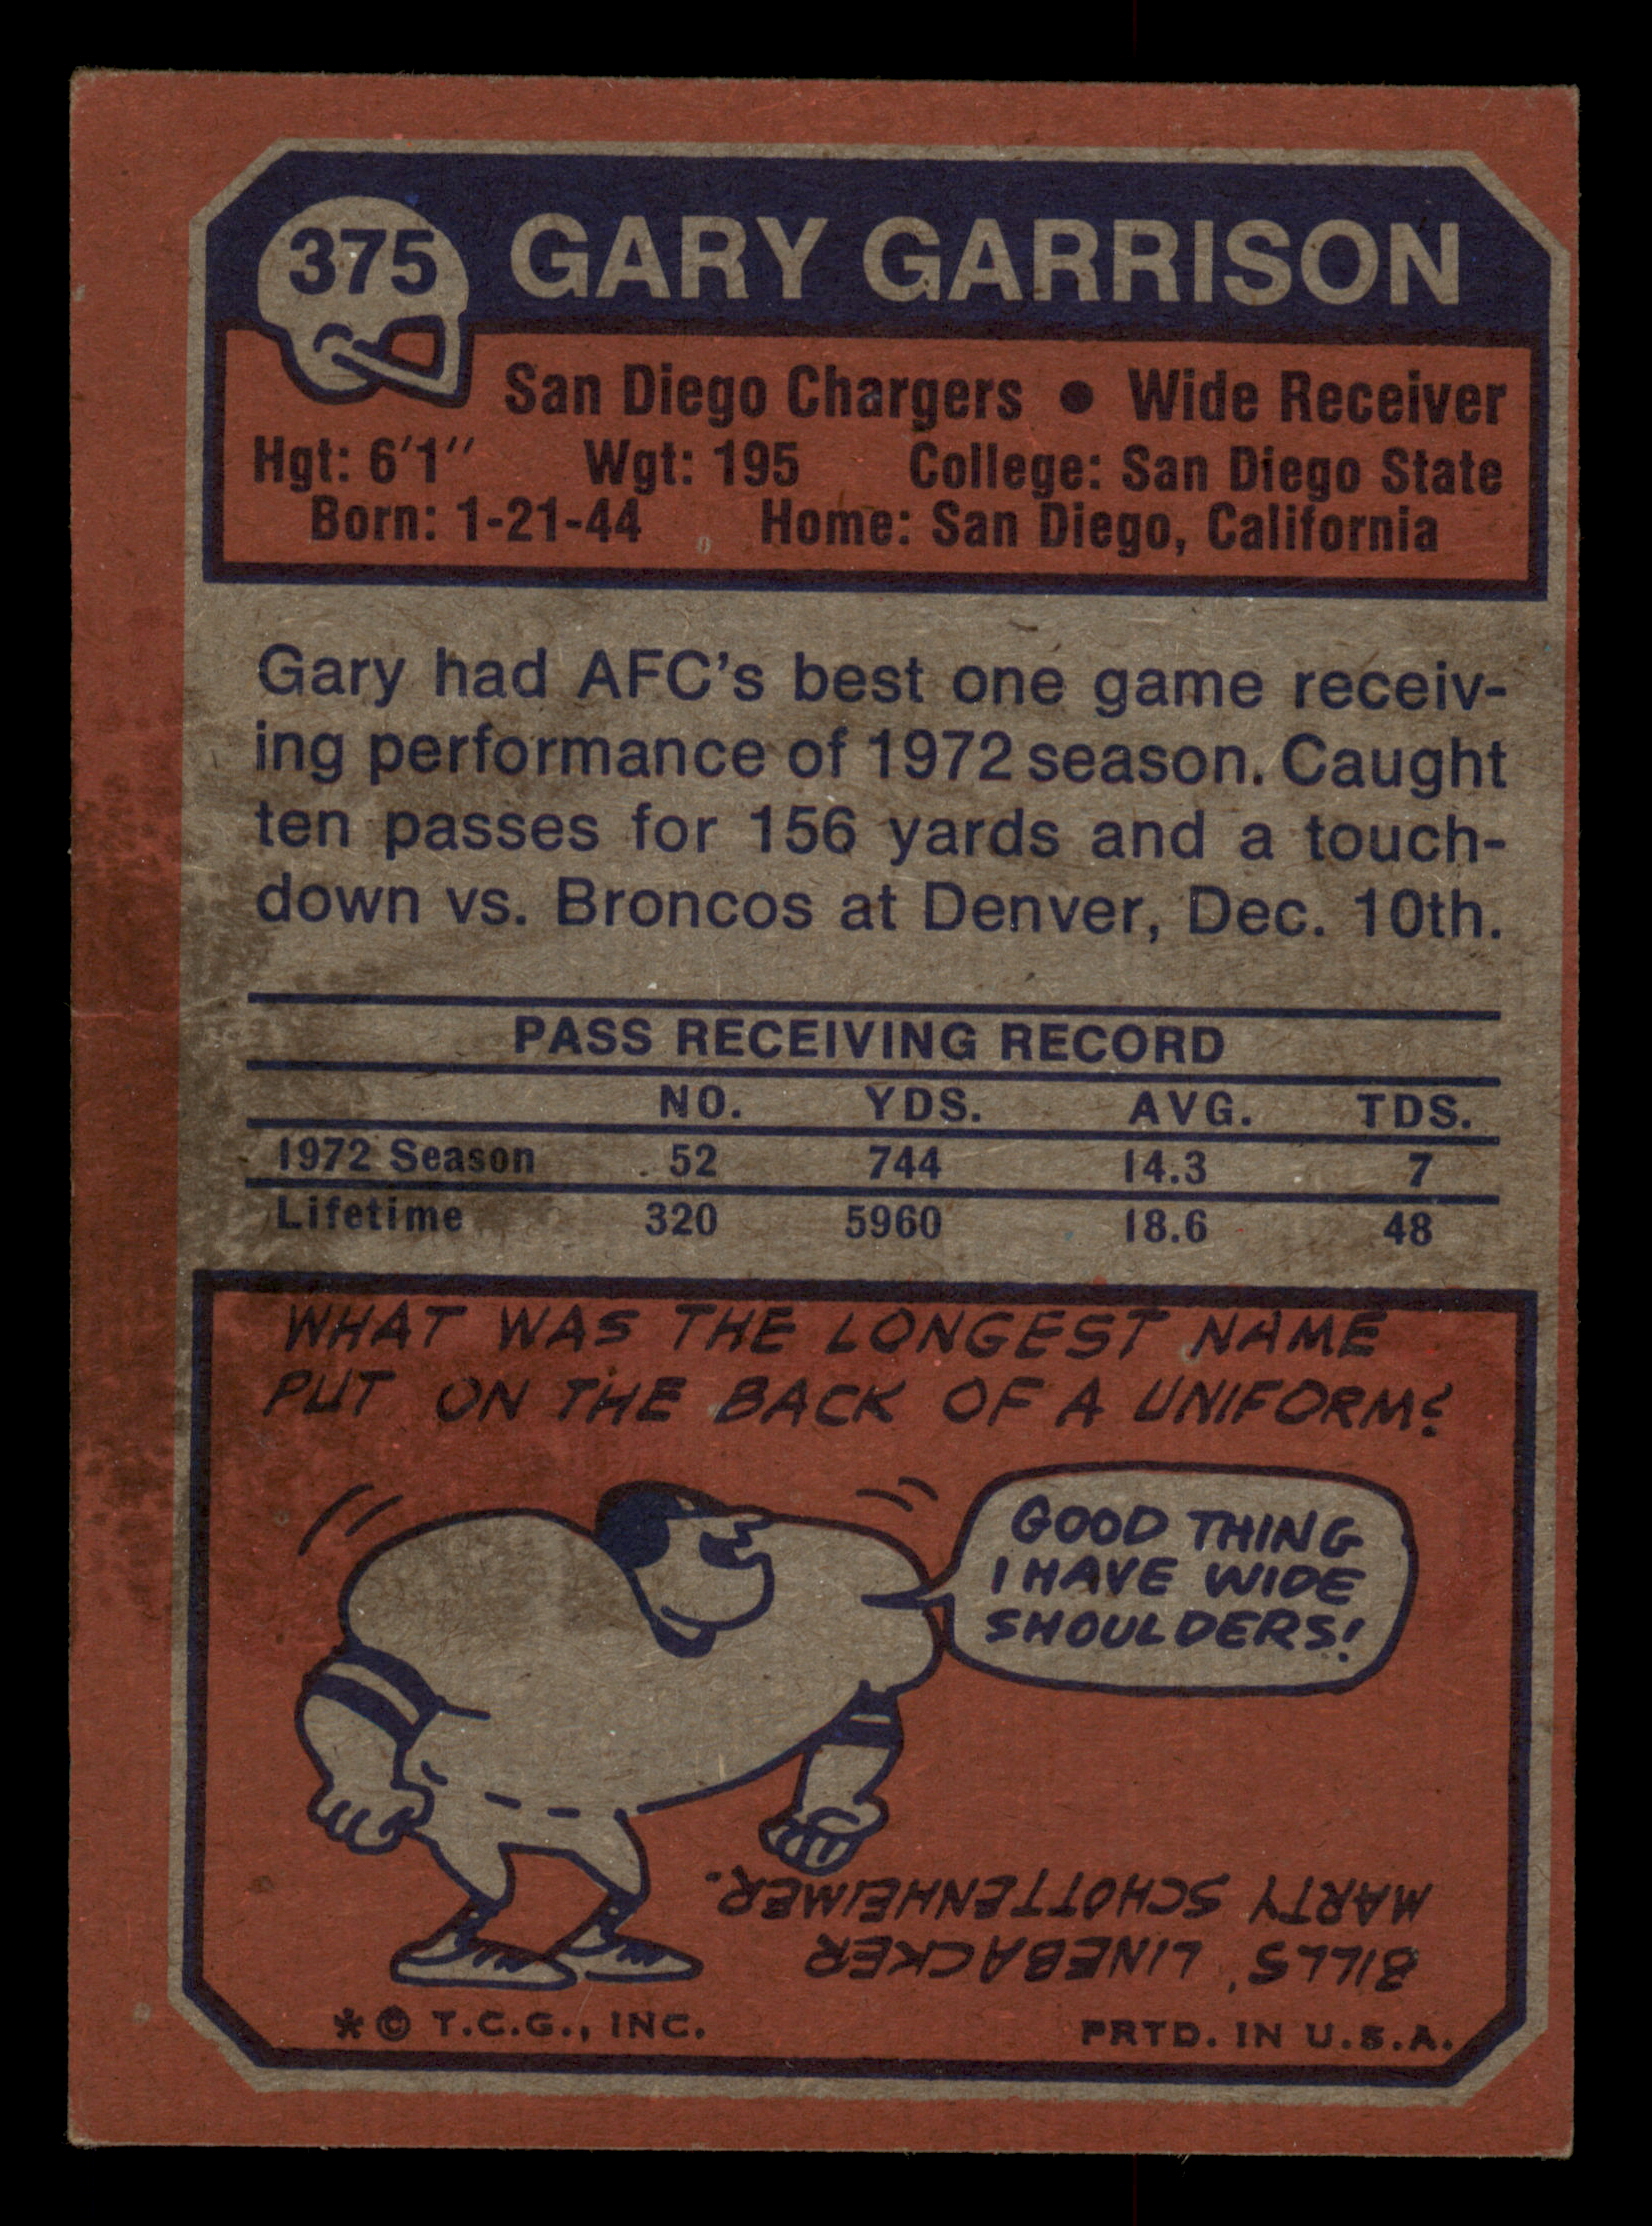 375
GARY GARRISON
San Diego Chargers • Wide Receiver
Hgt: 6'1" Wgt: 195 College: San Diego State
Born: 1-21-44 Home: San Diego, California
Gary had AFC's best one game receiv-
ing performance of 1972 season. Caught
ten passes for 156 yards and a touch-
down vs. Broncos at Denver, Dec. 10th.
PASS RECEIVING RECORD
NO. YDS. AVG. TDS.
1972 Season 52 744 14.3 7
Lifetime 320 5960 18.6 48
WHAT WAS THE LONGEST NAME
PUT ON THE BACK OF A UNIFORM?
GOOD THING
I HAVE WIDE
SHOULDERS!
BILLS' LINEBACKER
MARTY SCHOTTENHEIMER.
*© T.C.G., INC. PRTD. IN U.S.A.